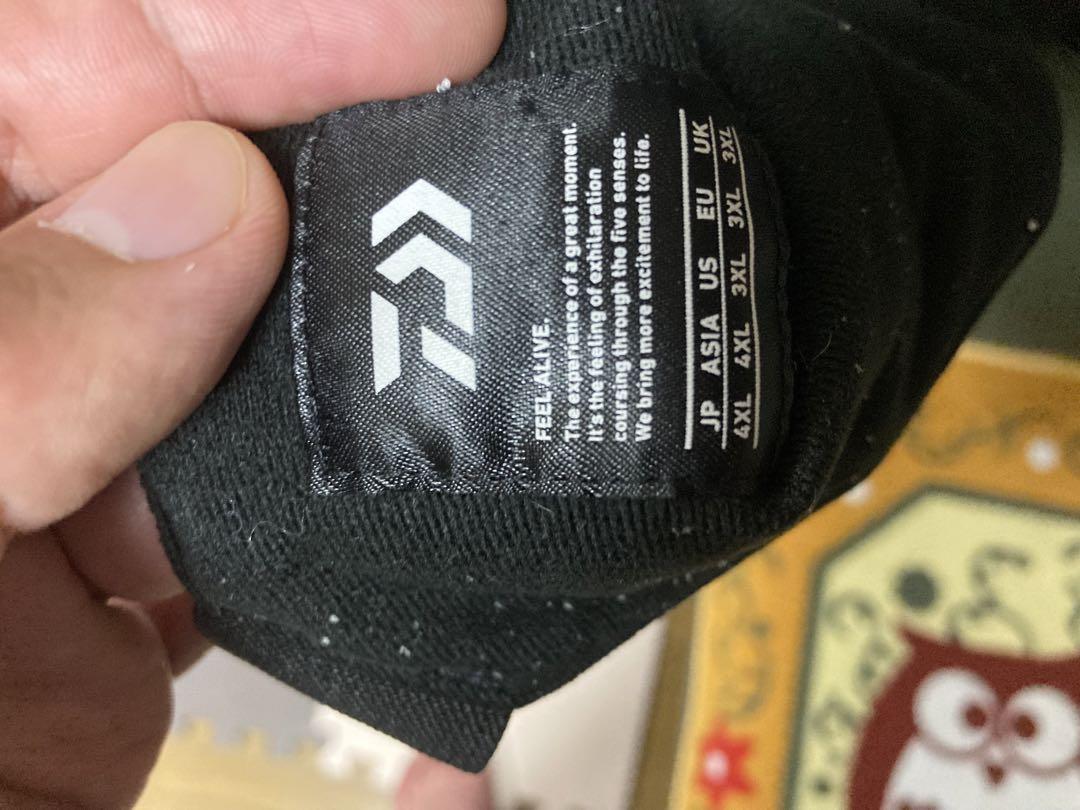 FEEL ALIVE.
The experience of a great moment.
It's the feeling of exhilaration
coursing through the five senses.
We bring more excitement to life.
JP ASIA US EU UK
4XL 4XL 3XL 3XL 3XL